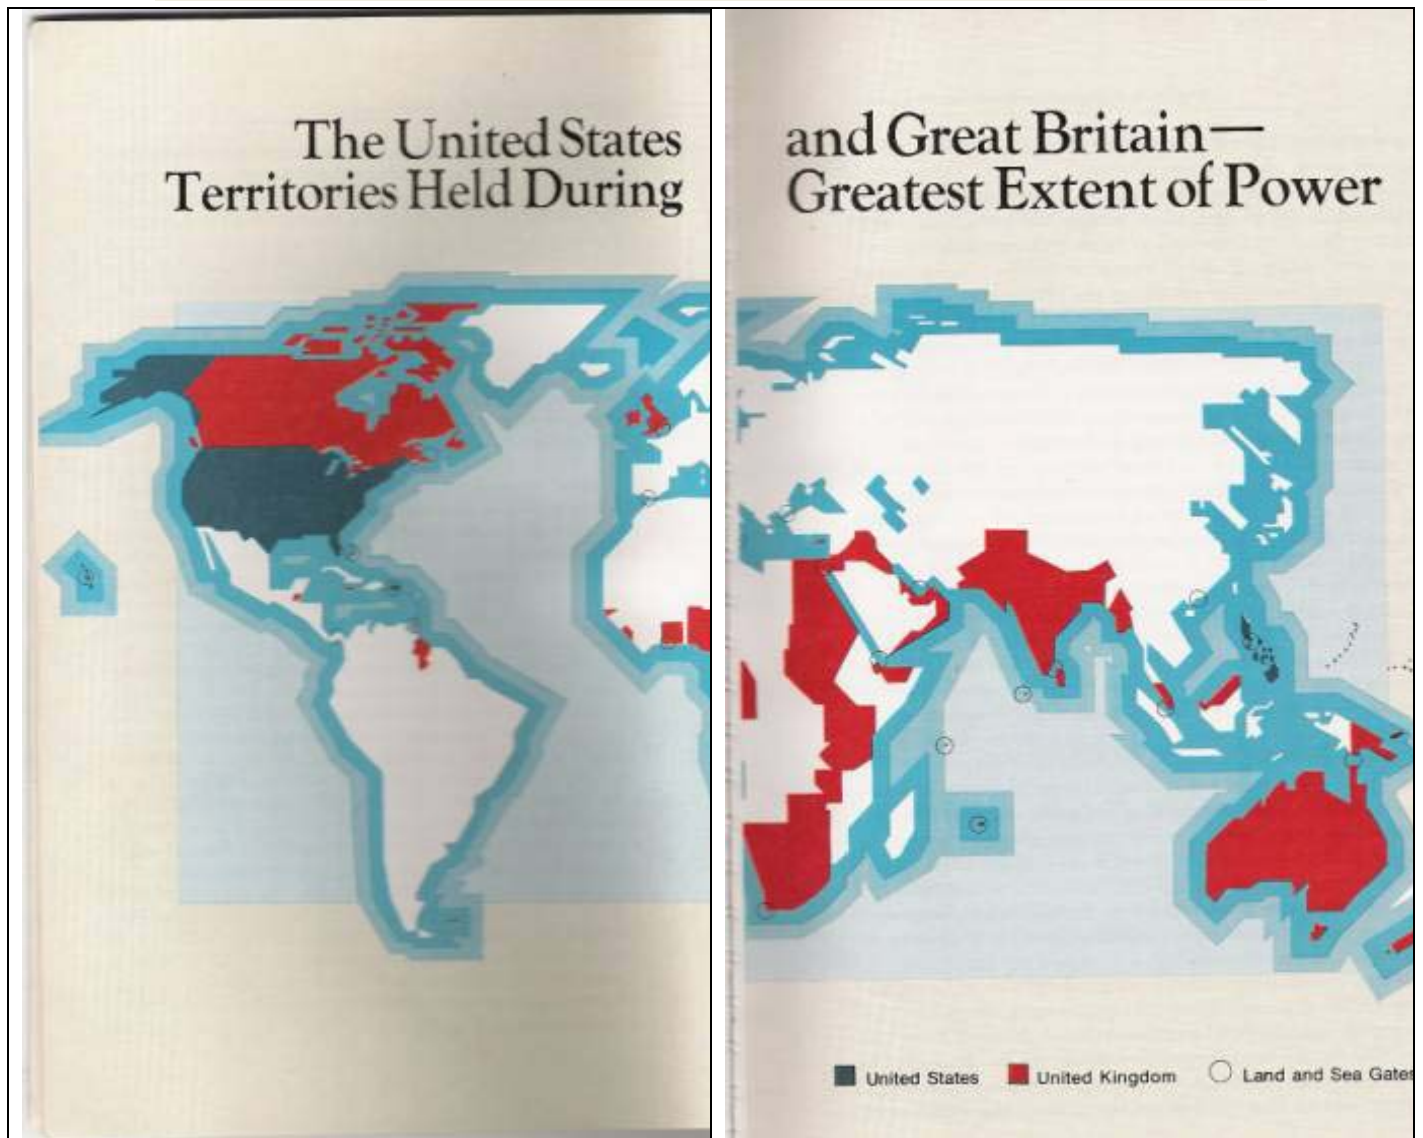 The United States
Territories Held During
and Great Britain—
Greatest Extent of Power
United States
United Kingdom
Land and Sea Gates